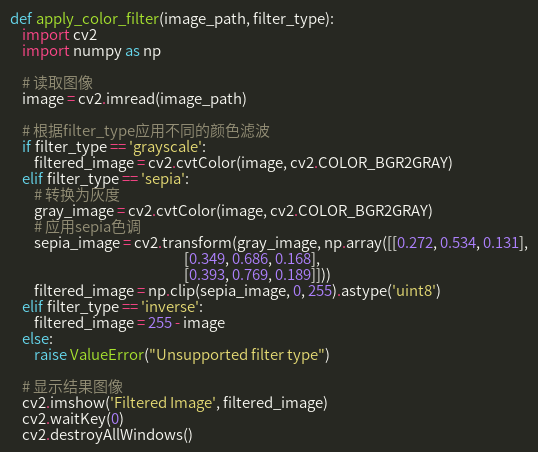 def apply_color_filter(image_path, filter_type):
    import cv2
    import numpy as np

    # 读取图像
    image = cv2.imread(image_path)

    # 根据filter_type应用不同的颜色滤波
    if filter_type == 'grayscale':
        filtered_image = cv2.cvtColor(image, cv2.COLOR_BGR2GRAY)
    elif filter_type == 'sepia':
        # 转换为灰度
        gray_image = cv2.cvtColor(image, cv2.COLOR_BGR2GRAY)
        # 应用sepia色调
        sepia_image = cv2.transform(gray_image, np.array([[0.272, 0.534, 0.131],
                                                          [0.349, 0.686, 0.168],
                                                          [0.393, 0.769, 0.189]]))
        filtered_image = np.clip(sepia_image, 0, 255).astype('uint8')
    elif filter_type == 'inverse':
        filtered_image = 255 - image
    else:
        raise ValueError("Unsupported filter type")

    # 显示结果图像
    cv2.imshow('Filtered Image', filtered_image)
    cv2.waitKey(0)
    cv2.destroyAllWindows()